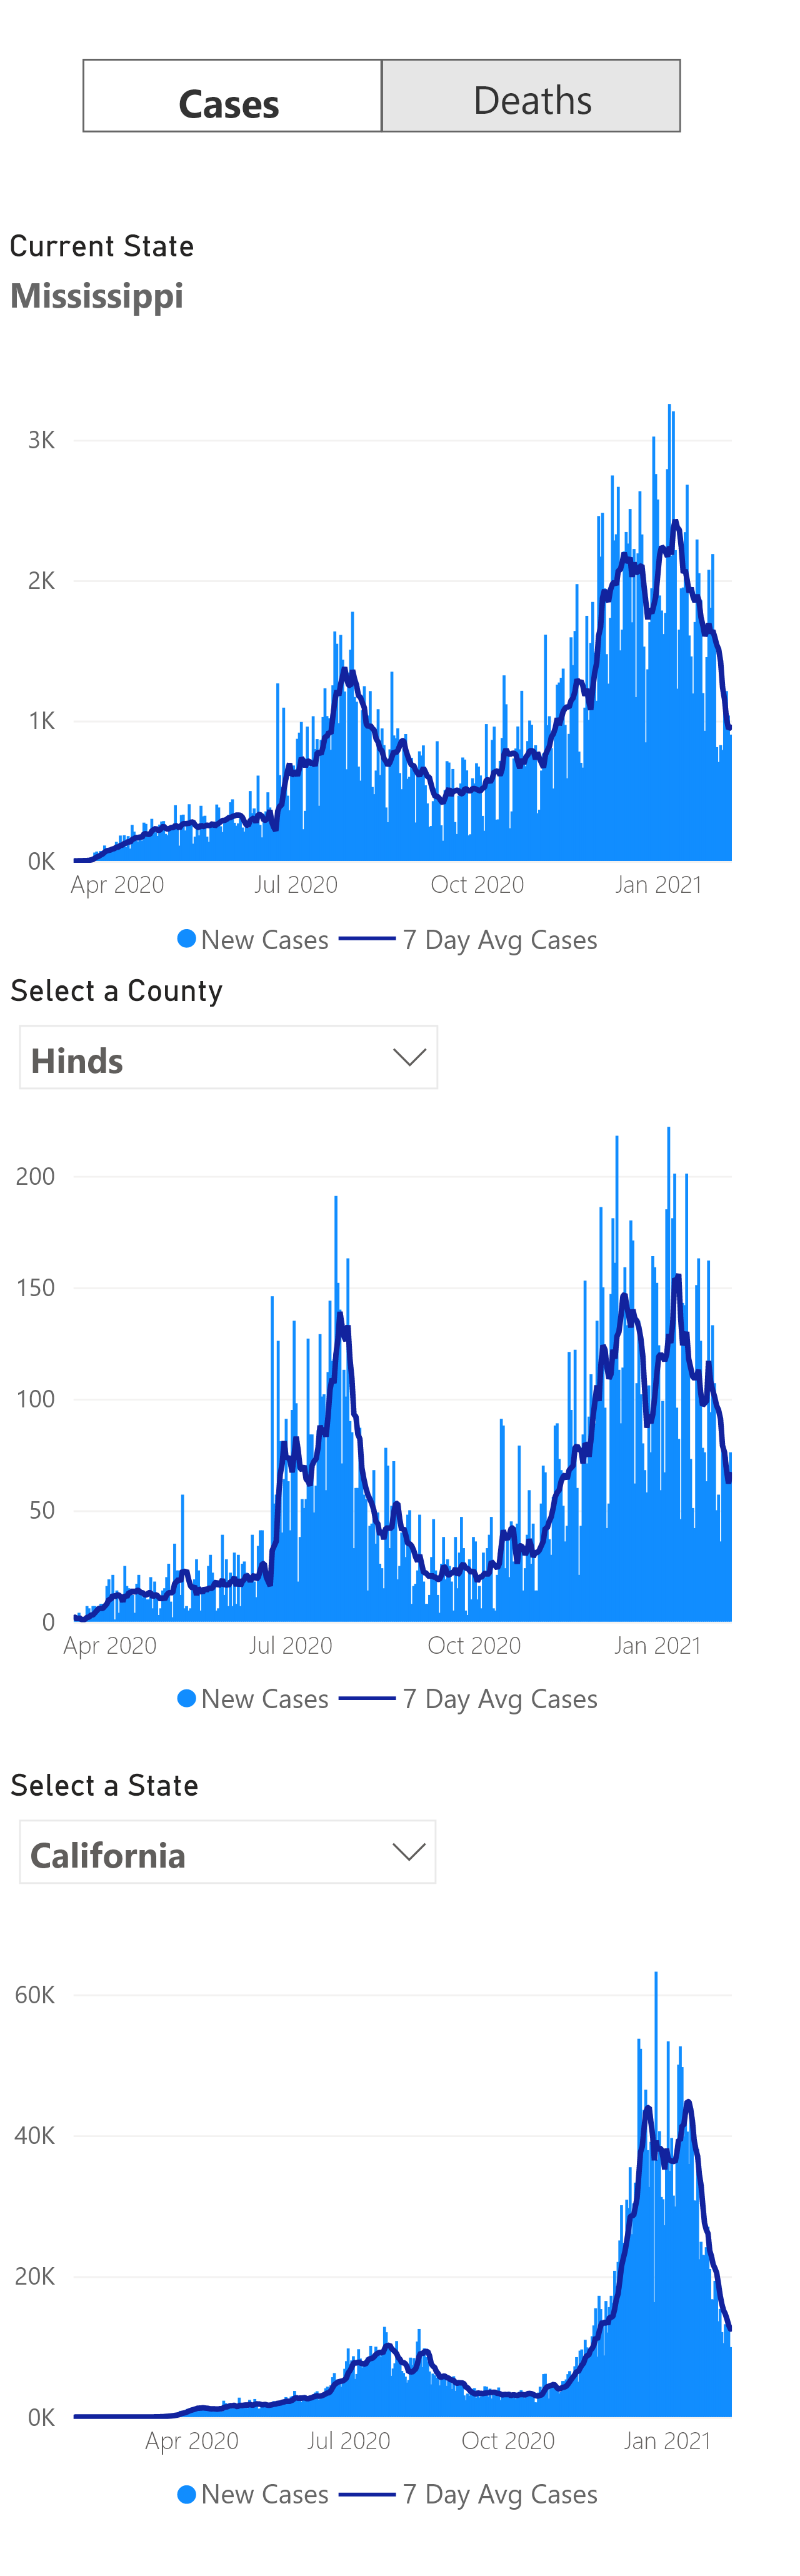 Cases Deaths
Current State
Mississippi
3K
2K
1K
0K
Apr 2020 Jul 2020 Oct 2020 Jan 2021
New Cases 7 Day Avg Cases
Select a County
Hinds
200
150
100
50
0
Apr 2020 Jul 2020 Oct 2020 Jan 2021
New Cases 7 Day Avg Cases
Select a State
California
60K
40K
20K
0K
Apr 2020 Jul 2020 Oct 2020 Jan 2021
New Cases 7 Day Avg Cases